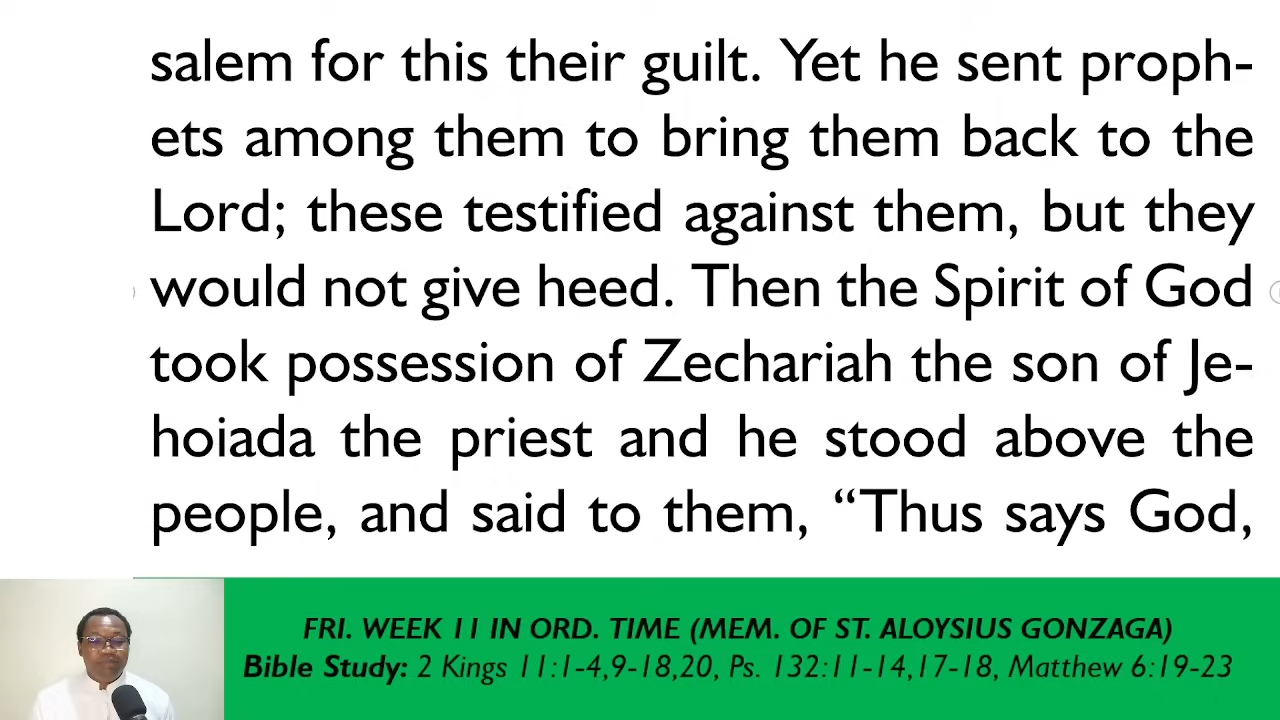 salem for this their guilt. Yet he sent proph-
ets among them to bring them back to the
Lord; these testified against them, but they
would not give heed. Then the Spirit of God
took possession of Zechariah the son of Je-
hoiada the priest and he stood above the
people, and said to them, “Thus says God,
FRI. WEEK 11 IN ORD. TIME (MEM. OF ST. ALOYSIUS GONZAGA)
Bible Study: 2 Kings 11:1-4,9-18,20, Ps. 132:11-14,17-18, Matthew 6:19-23